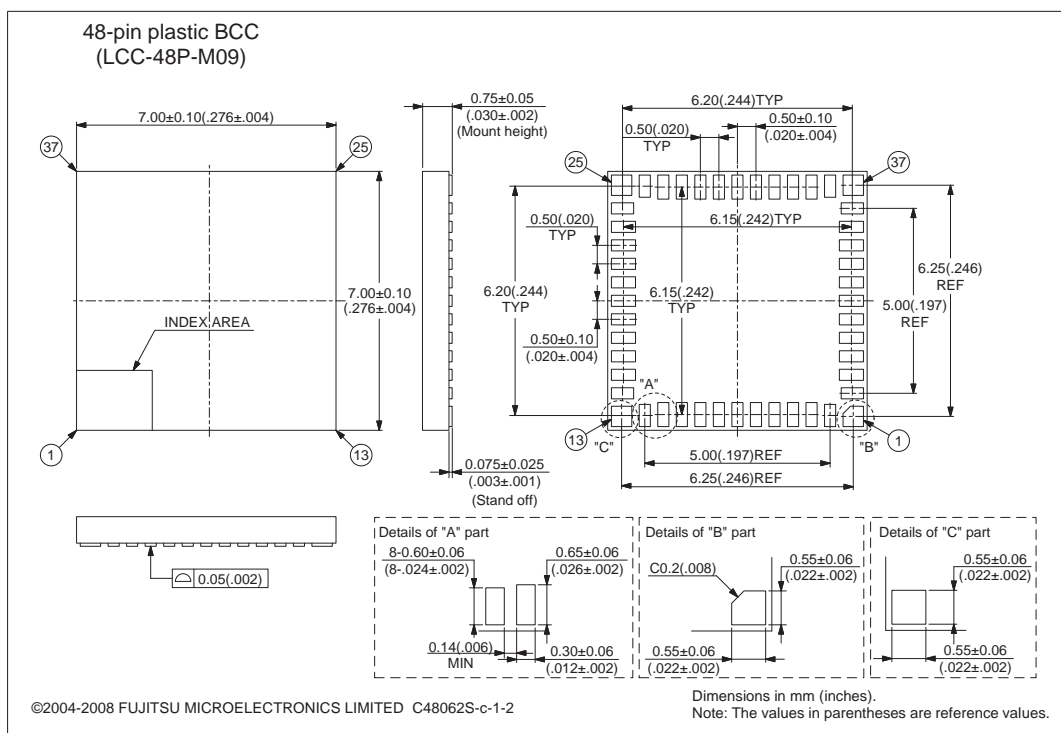 48-pin plastic BCC
(LCC-48P-M09)
7.00±0.10(.276±.004)
0.75±0.05
(.030±.002)
(Mount height)
6.20(.244)TYP
0.50±0.10
(.020±.004)
0.50(.020)
TYP
37
25
25
37
0.50(.020)
TYP
6.15(.242)TYP
7.00±0.10
(.276±.004)
6.20(.244)
TYP
6.15(.242)
TYP
6.25(.246)
REF
5.00(.197)
REF
INDEX AREA
0.50±0.10
(.020±.004)
"A"
1
13
13
"C"
"B"
1
0.075±0.025
(.003±.001)
(Stand off)
5.00(.197)REF
6.25(.246)REF
0.05(.002)
Details of "A" part
8-0.60±0.06
(8-.024±.002)
0.65±0.06
(.026±.002)
0.14(.006)
MIN
0.30±0.06
(.012±.002)
Details of "B" part
C0.2(.008)
0.55±0.06
(.022±.002)
0.55±0.06
(.022±.002)
Details of "C" part
0.55±0.06
(.022±.002)
0.55±0.06
(.022±.002)
©2004-2008 FUJITSU MICROELECTRONICS LIMITED C48062S-c-1-2
Dimensions in mm (inches).
Note: The values in parentheses are reference values.